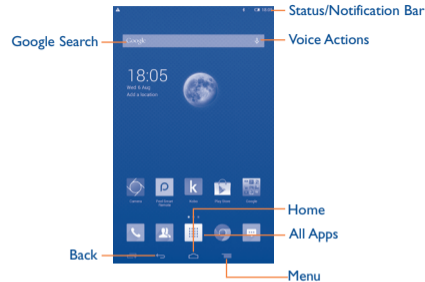 Status/Notification Bar
Google Search
Google
Voice Actions
18:05
Wed 6 Aug
Add a location
Camera
Kobo
Play Store
Google
Home
All Apps
Back
Menu